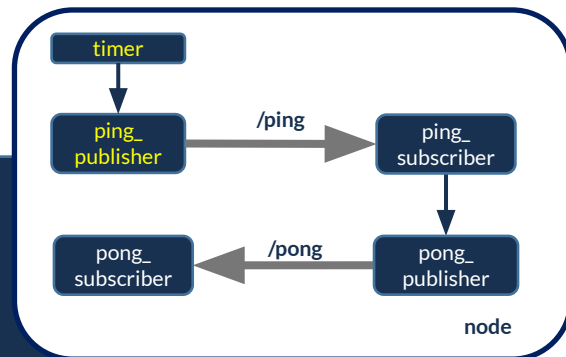 timer
ping_
publisher
/ping
ping_
subscriber
pong_
subscriber
/pong
pong_
publisher
node